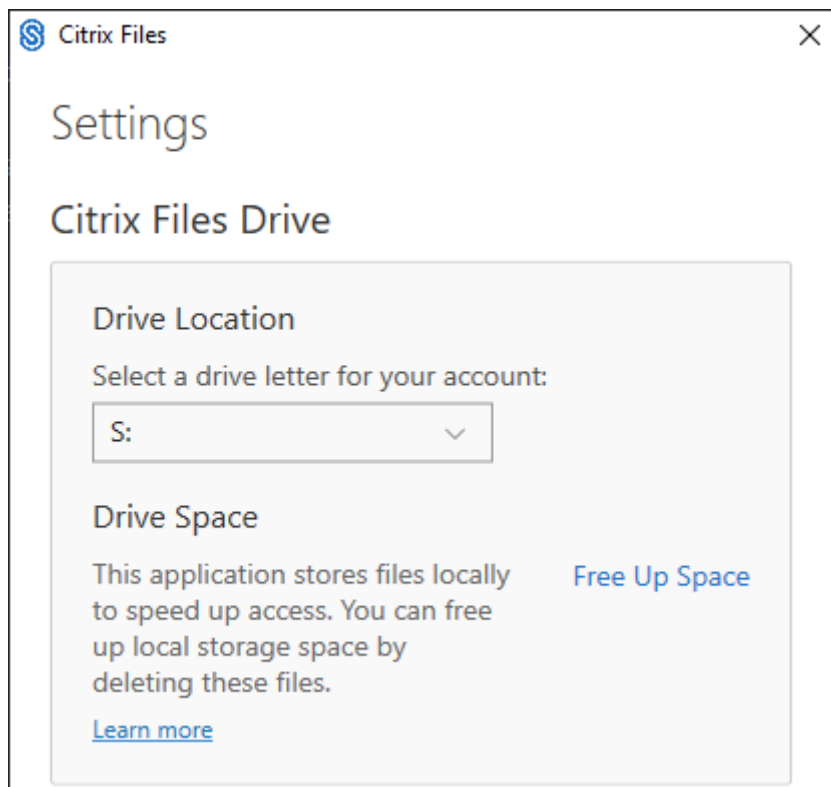 Citrix Files
Settings
Citrix Files Drive
Drive Location
Select a drive letter for your account:
S:
Drive Space
This application stores files locally
to speed up access. You can free
up local storage space by
deleting these files.
Free Up Space
Learn more